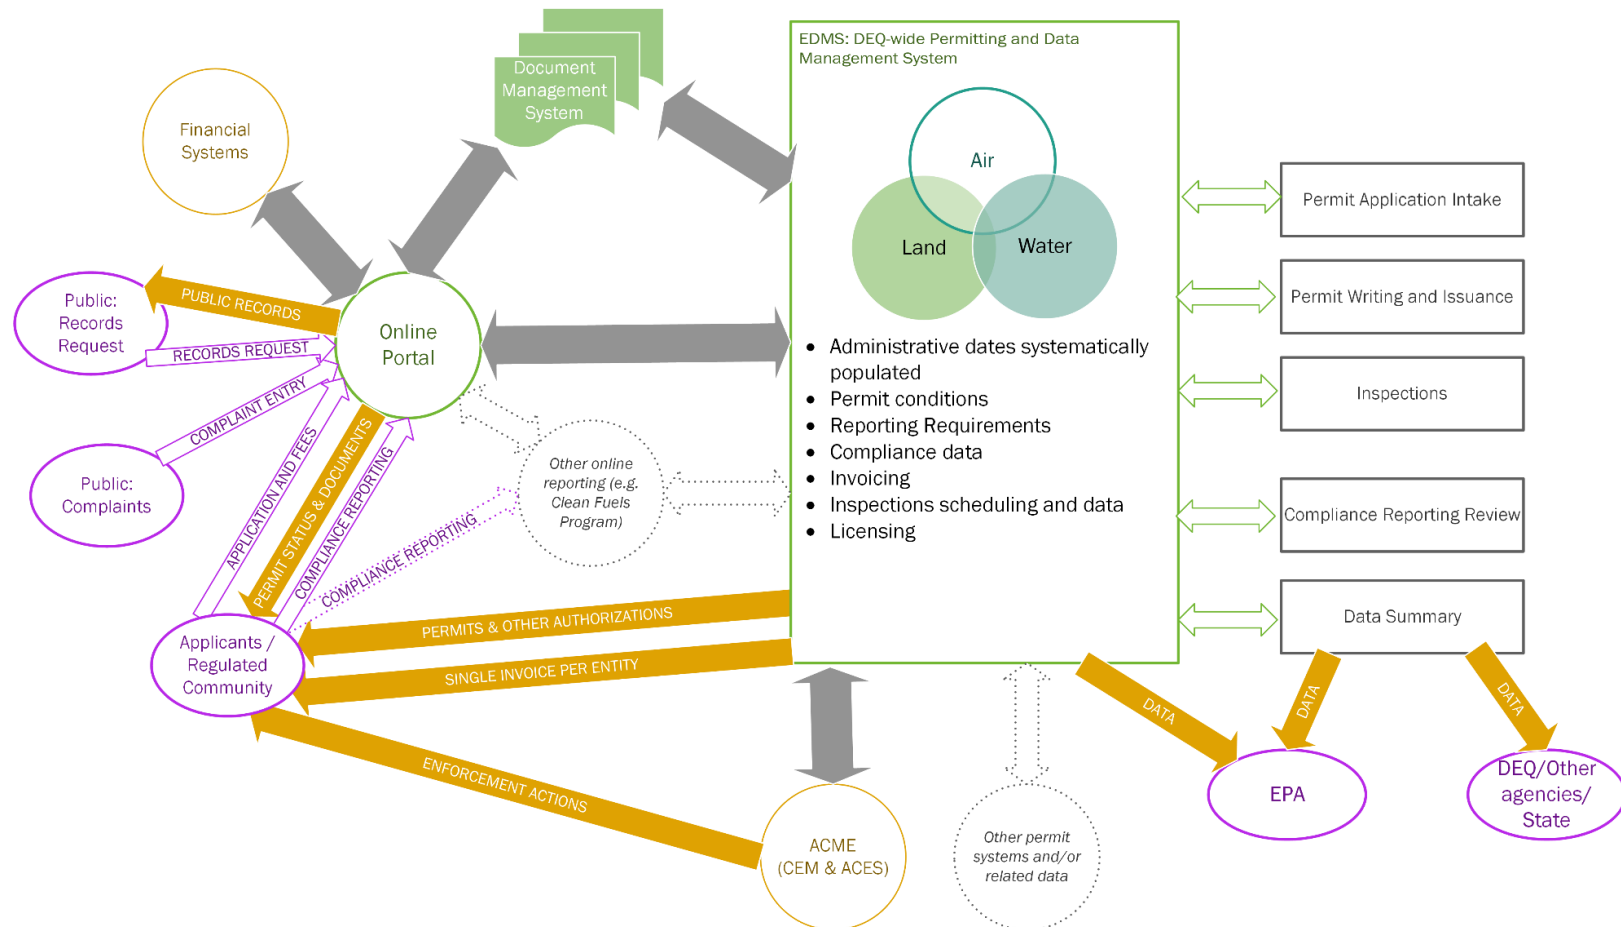 EDMS: DEQ-wide Permitting and Data
Management System
Document
Management
System
Financial
Systems
Air
Land
Water
Permit Application Intake
Permit Writing and Issuance
Inspections
Compliance Reporting Review
Data Summary
Public:
Records
Request
PUBLIC RECORDS
RECORDS REQUEST
Online
Portal
COMPLAINT ENTRY
Public:
Complaints
APPLICATION AND FEES
PERMIT STATUS & DOCUMENTS
COMPLIANCE REPORTING
COMPLIANCE REPORTING
Other online
reporting (e.g.
Clean Fuels
Program)
• Administrative dates systematically
populated
• Permit conditions
• Reporting Requirements
• Compliance data
• Invoicing
• Inspections scheduling and data
• Licensing
Applicants /
Regulated
Community
PERMITS & OTHER AUTHORIZATIONS
SINGLE INVOICE PER ENTITY
ENFORCEMENT ACTIONS
ACME
(CEM & ACES)
Other permit
systems and/or
related data
DATA
DATA
DATA
EPA
DEQ/Other
agencies/
State